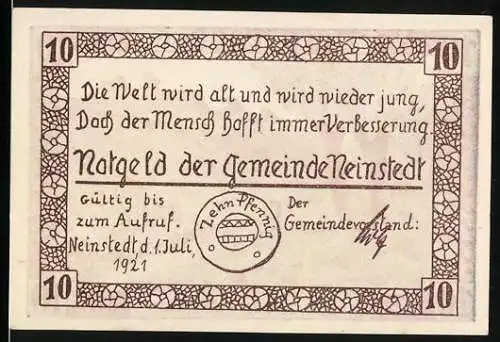 10 10
Die Welt wird alt und wird wieder jung,
Doch der Mensch hofft immer Verbesserung.
Notgeld der Gemeinde Neinstedt
Gültig bis
zum Aufruf.
Neinstedt, d. 1. Juli,
1921
Zehn Pfennig
Der
Gemeindevorstand:
10 10